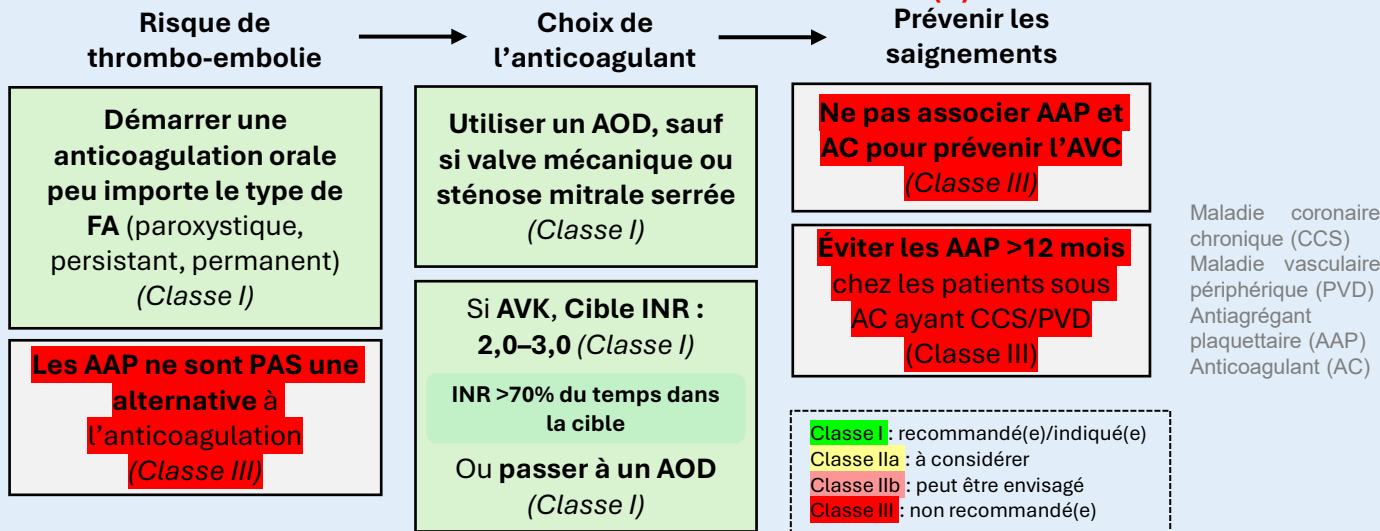 Risque de
thrombo-embolie
Choix de
l’anticoagulant
Prévenir les
saignements
Démarrer une
anticoagulation orale
peu importe le type de
FA (paroxystique,
persistant, permanent)
(Classe I)
Les AAP ne sont PAS une
alternative à
l’anticoagulation
(Classe III)
Utiliser un AOD, sauf
si valve mécanique ou
sténose mitrale serrée
(Classe I)
Si AVK, Cible INR :
2,0–3,0 (Classe I)
INR >70% du temps dans
la cible
Ou passer à un AOD
(Classe I)
Ne pas associer AAP et
AC pour prévenir l’AVC
(Classe III)
Éviter les AAP >12 mois
chez les patients sous
AC ayant CCS/PVD
(Classe III)
Classe I : recommandé(e)/indiqué(e)
Classe IIa : à considérer
Classe IIb : peut être envisagé
Classe III : non recommandé(e)
Maladie coronaire
chronique (CCS)
Maladie vasculaire
périphérique (PVD)
Antiagrégant
plaquettaire (AAP)
Anticoagulant (AC)